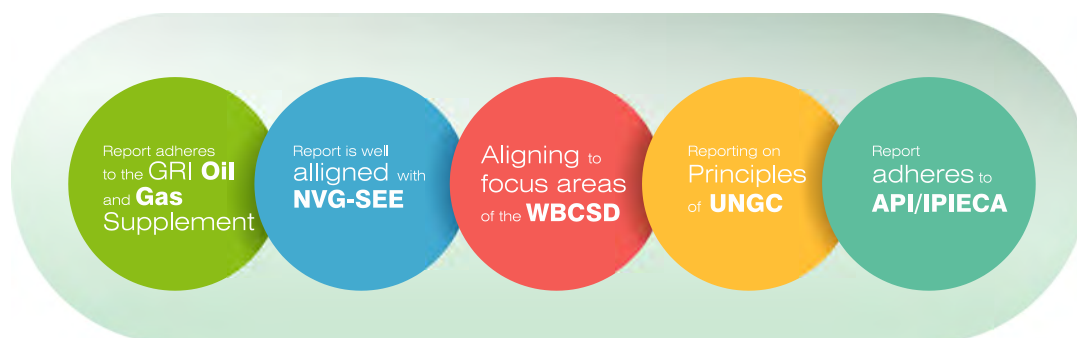 Report adheres
to the GRI Oil
and Gas
Supplement
Report is well
alligned with
NVG-SEE
Aligning to
focus areas
of the WBCSD
Reporting on
Principles
of UNGC
Report
adheres to
API/IPIECA